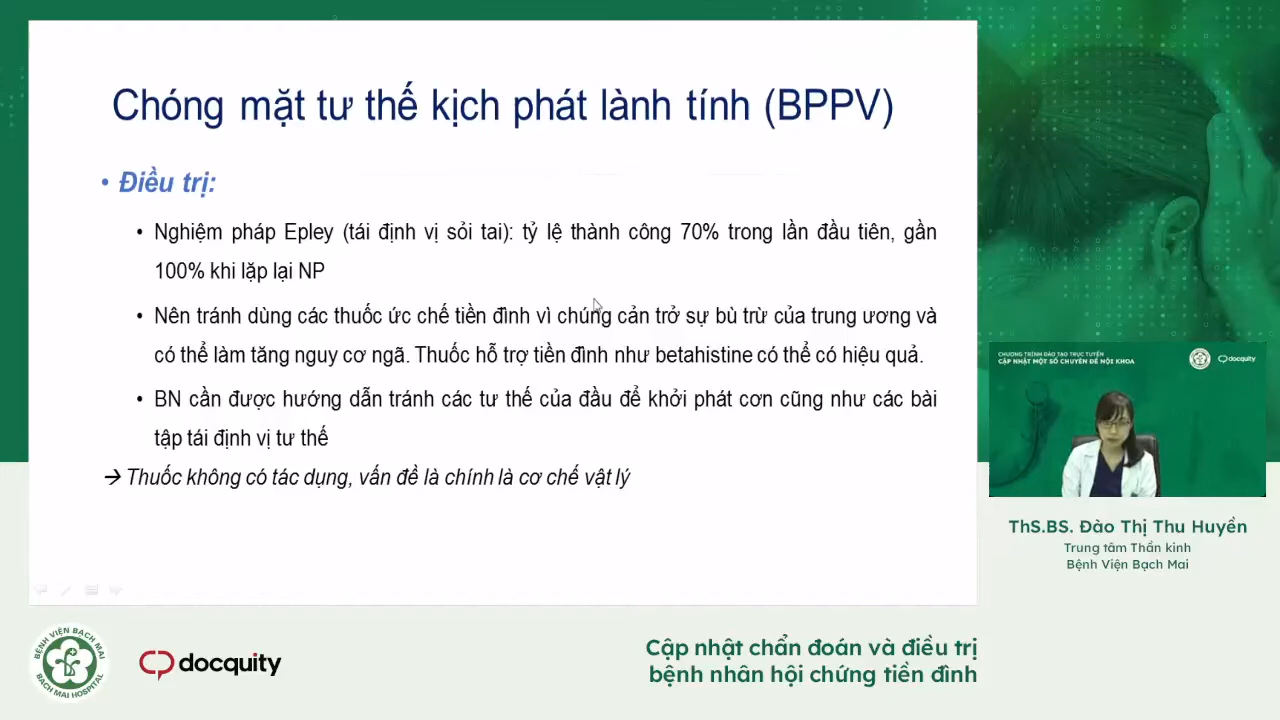 Chóng mặt tư thế kịch phát lành tính (BPPV)
• Điều trị:
• Nghiệm pháp Epley (tái định vị sỏi tai): tỷ lệ thành công 70% trong lần đầu tiên, gần
100% khi lặp lại NP
• Nên tránh dùng các thuốc ức chế tiền đình vì chúng cản trở sự bù trừ của trung ương và
có thể làm tăng nguy cơ ngã. Thuốc hỗ trợ tiền đình như betahistine có thể có hiệu quả.
• BN cần được hướng dẫn tránh các tư thế của đầu để khởi phát cơn cũng như các bài
tập tái định vị tư thế
→ Thuốc không có tác dụng, vấn đề là chính là cơ chế vật lý
CHƯƠNG TRÌNH ĐÀO TẠO TRỰC TUYẾN
CẬP NHẬT MỘT SỐ CHUYÊN ĐỀ NỘI KHOA
docquity
ThS.BS. Đào Thị Thu Huyền
Trung tâm Thần kinh
Bệnh Viện Bạch Mai
BỆNH VIỆN BẠCH MAI
BACH MAI HOSPITAL
docquity
Cập nhật chẩn đoán và điều trị
bệnh nhân hội chứng tiền đình